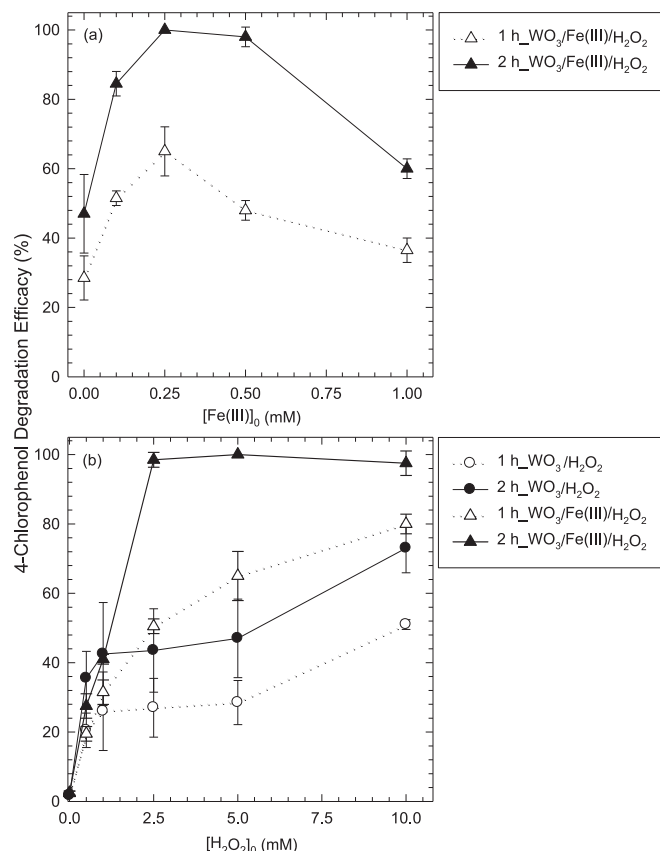 (a)
1 h_WO₃/Fe(III)/H₂O₂
2 h_WO₃/Fe(III)/H₂O₂
100
80
60
40
20
0
0.00 0.25 0.50 0.75 1.00
[Fe(III)]₀ (mM)
4-Chlorophenol Degradation Efficacy (%)
(b)
1 h_WO₃/H₂O₂
2 h_WO₃/H₂O₂
1 h_WO₃/Fe(III)/H₂O₂
2 h_WO₃/Fe(III)/H₂O₂
100
80
60
40
20
0
0.0 2.5 5.0 7.5 10.0
[H₂O₂]₀ (mM)